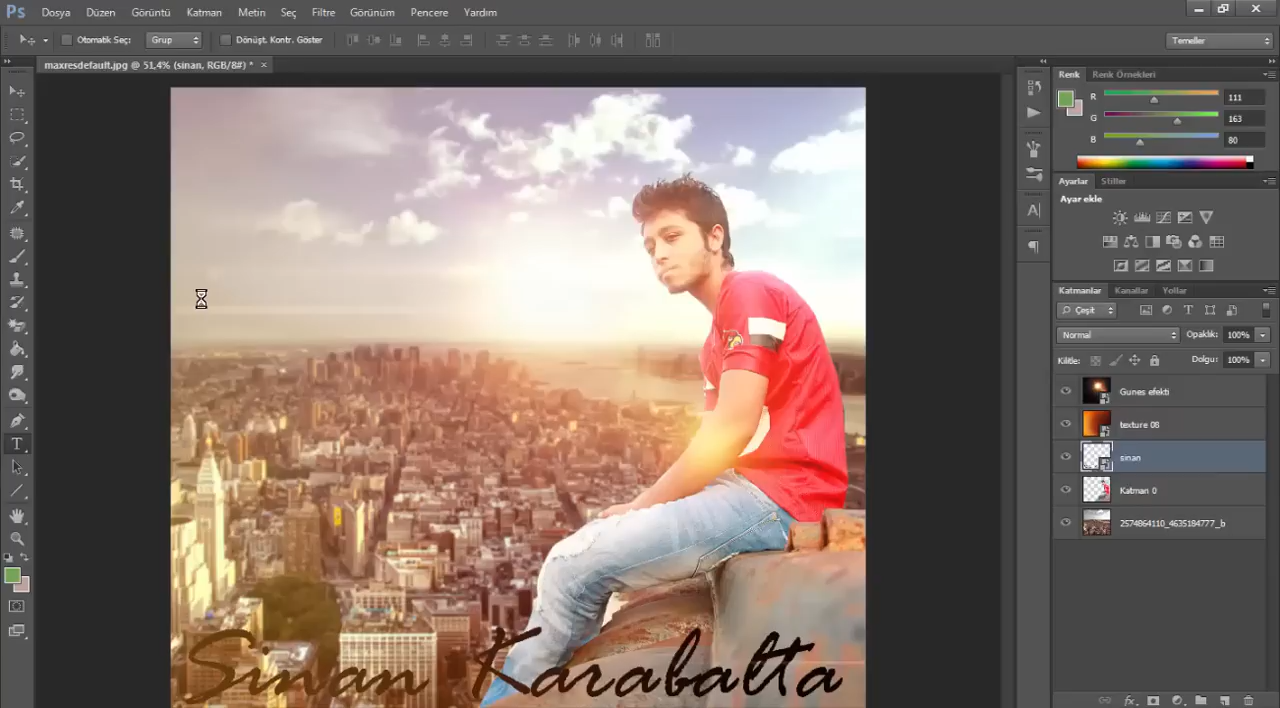 Ps Dosya Düzen Görüntü Katman Metin Seç Filtre Görünüm Pencere Yardım
Otomatik Seç: Grup Dönüşt. Kontr. Göster Temeller
maxresdefault.jpg @ 51,4% (sinan, RGB/8#) * ×
Renk Renk Örnekleri
R 111
G 163
B 80
Ayarlar Stiller
Ayar ekle
Katmanlar Kanallar Yollar
Çeşit
Normal Opaklık: 100%
Kilitle: Dolgu: 100%
Gunes efekti
texture 08
sinan
Katman 0
2574864110_4635184777_b
Sinan Karabalta